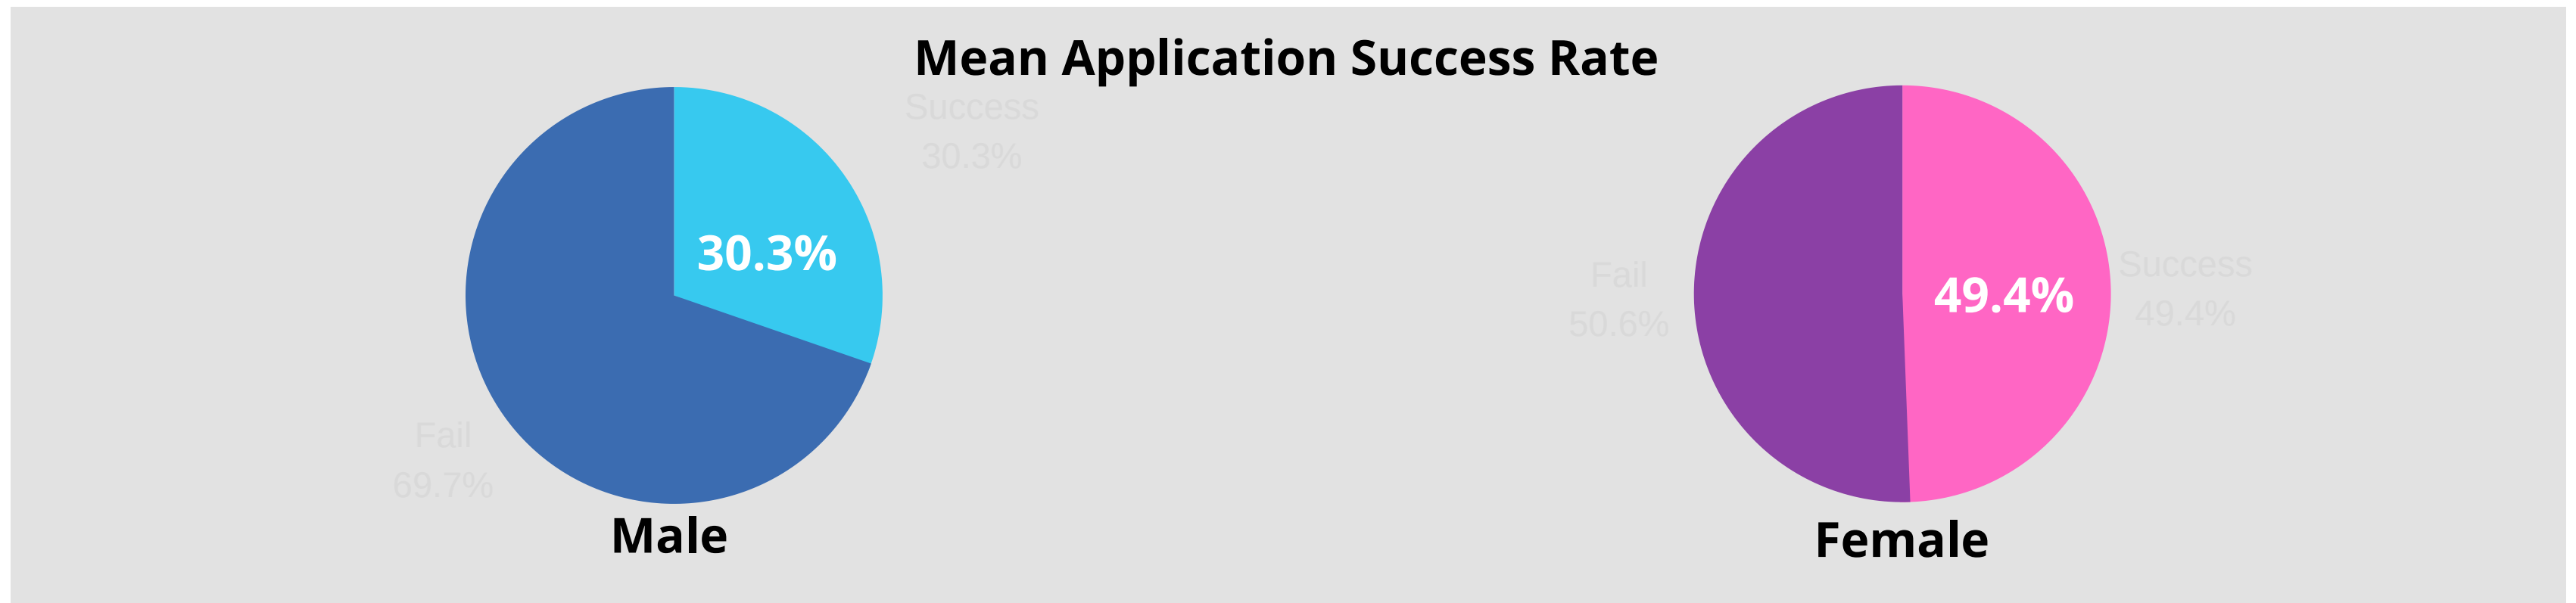 Mean Application Success Rate
Success
30.3%
30.3%
Fail
69.7%
Male
Fail
50.6%
49.4%
Success
49.4%
Female